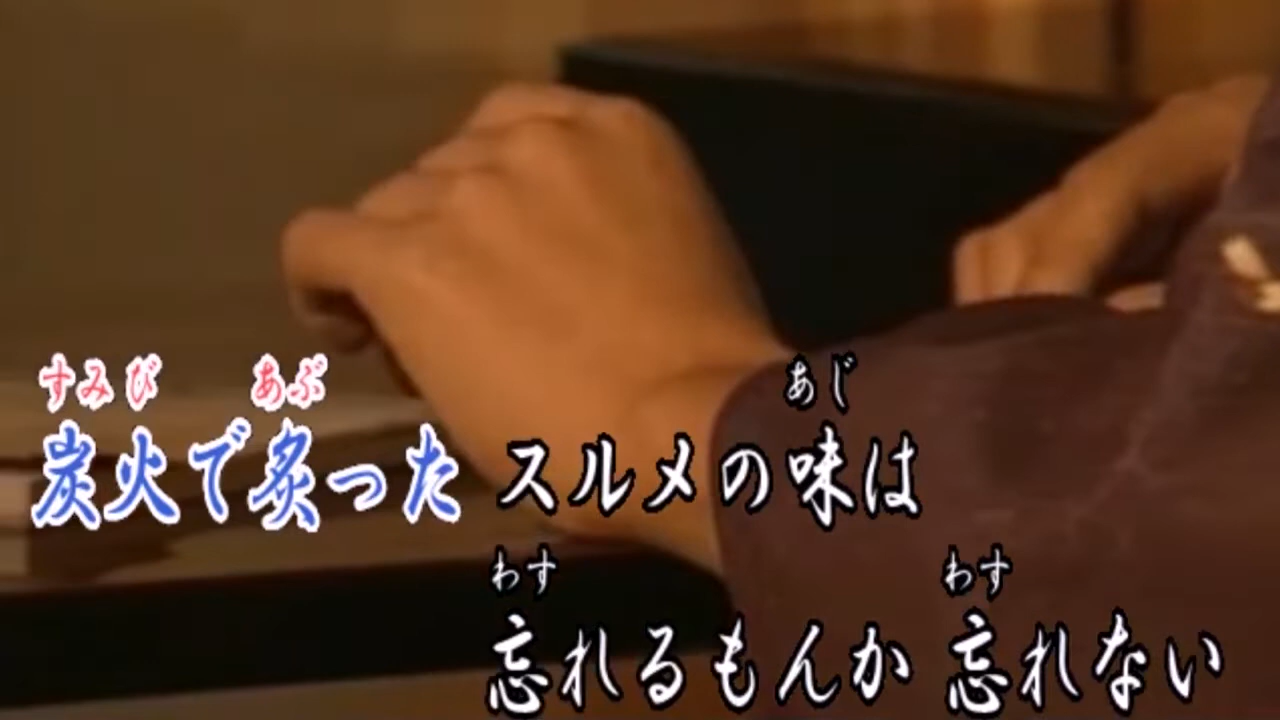 すみび あぶ あじ
炭火で炙った スルメの味は
わす わす
忘れるもんか 忘れない